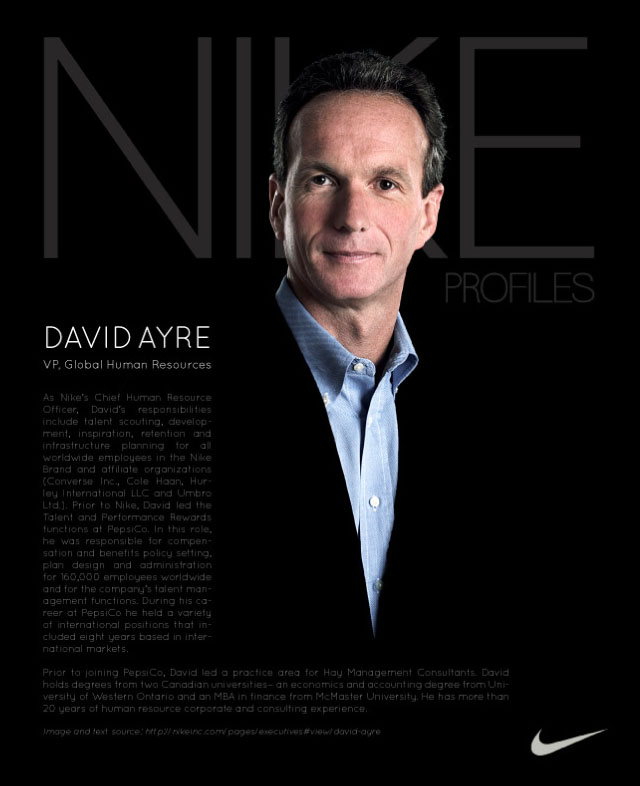 NIKE
PROFILES
DAVID AYRE
VP, Global Human Resources
As Nike's Chief Human Resource
Officer, David's responsibilities
include talent scouting, develop-
ment, inspiration, retention and
infrastructure planning for all
worldwide employees in the Nike
Brand and affiliate organizations
(Converse Inc., Cole Haan, Hur-
ley International LLC and Umbro
Ltd.). Prior to Nike, David led the
Talent and Performance Rewards
functions at PepsiCo. In this role,
he was responsible for compen-
sation and benefits policy setting,
plan design and administration
for 160,000 employees worldwide
and for the company's talent man-
agement functions. During his ca-
reer at PepsiCo he held a variety
of international positions that in-
cluded eight years based in inter-
national markets.
Prior to joining PepsiCo, David led a practice area for Hay Management Consultants. David
holds degrees from two Canadian universities– an economics and accounting degree from Uni-
versity of Western Ontario and an MBA in finance from McMaster University. He has more than
20 years of human resource corporate and consulting experience.
Image and text source: http://nikeinc.com/pages/executives#view/david-ayre